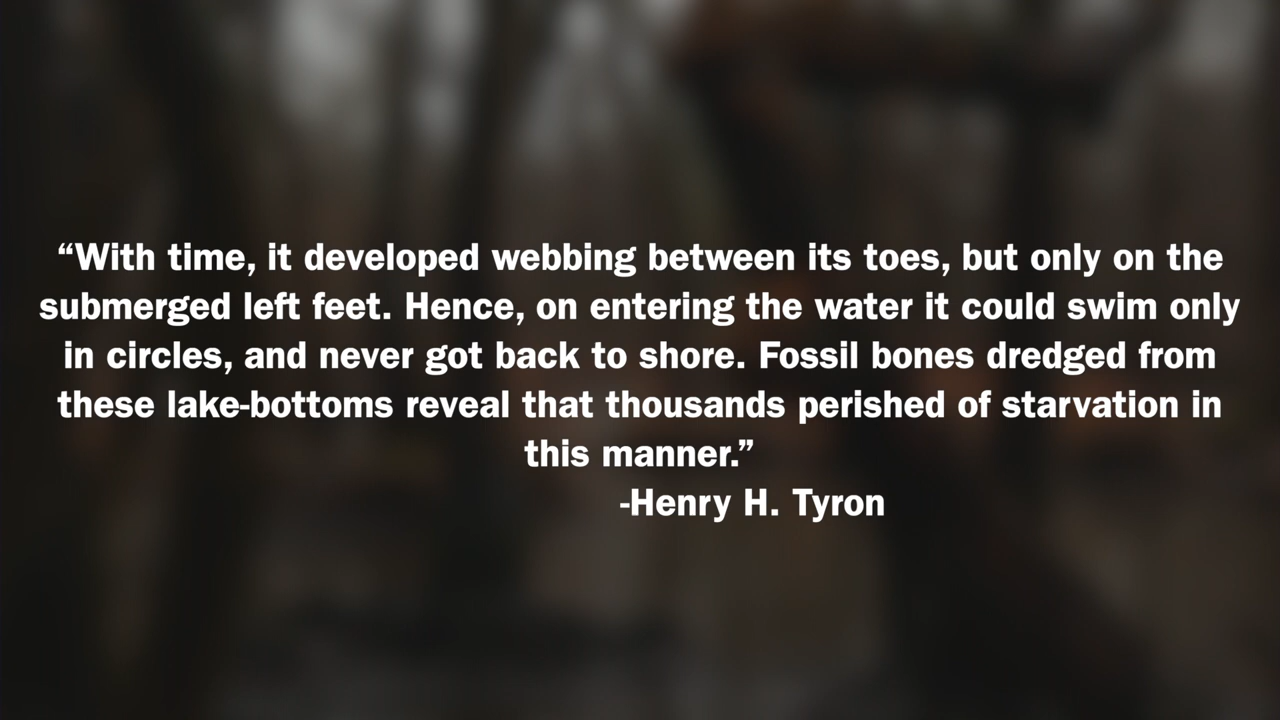 “With time, it developed webbing between its toes, but only on the
submerged left feet. Hence, on entering the water it could swim only
in circles, and never got back to shore. Fossil bones dredged from
these lake-bottoms reveal that thousands perished of starvation in
this manner.”
-Henry H. Tyron